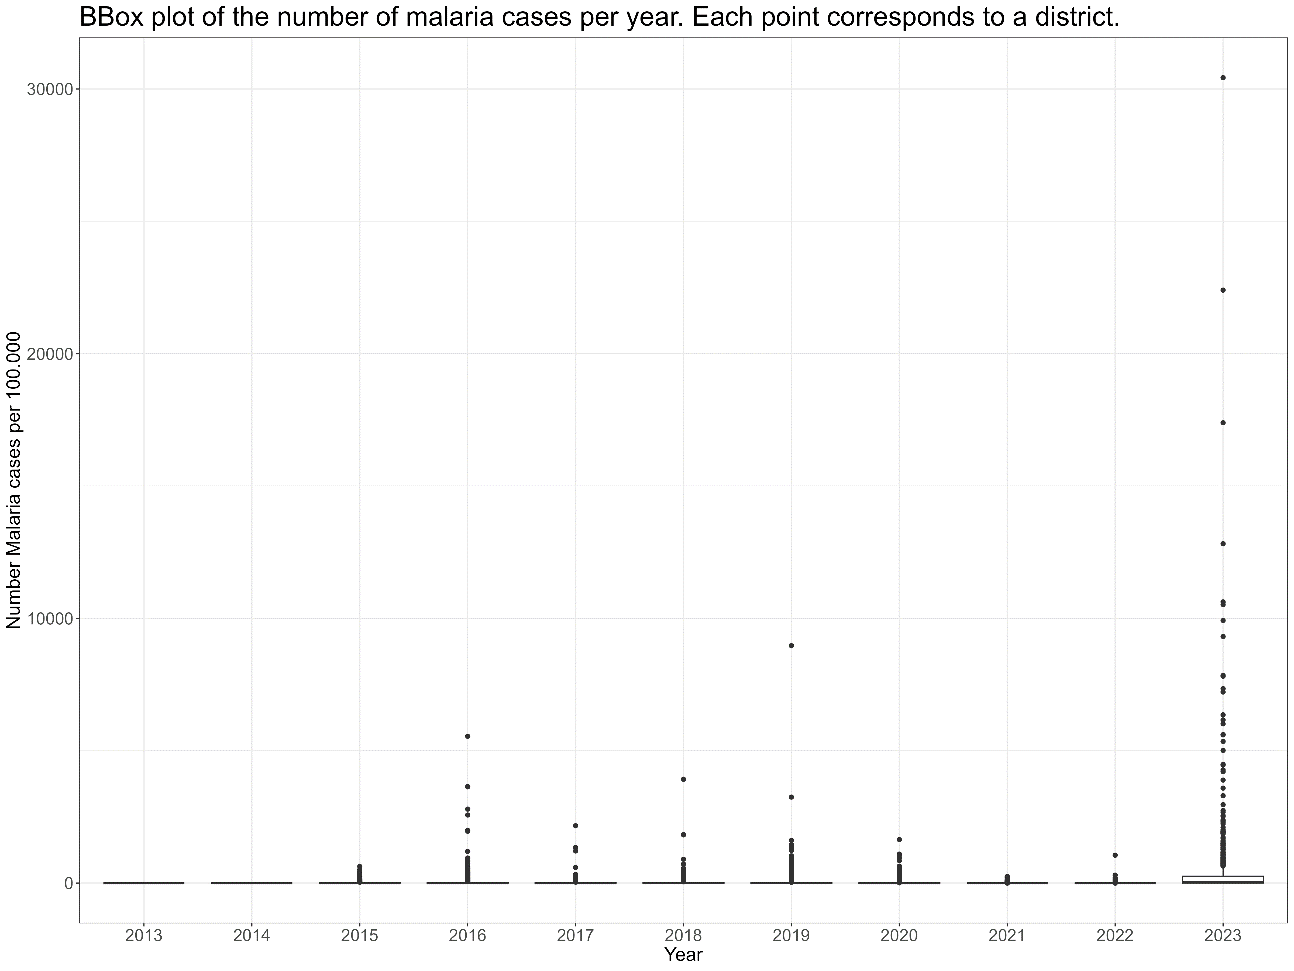 BBox plot of the number of malaria cases per year. Each point corresponds to a district.
Number Malaria cases per 100.000
30000
20000
10000
0
2013 2014 2015 2016 2017 2018 2019 2020 2021 2022 2023
Year